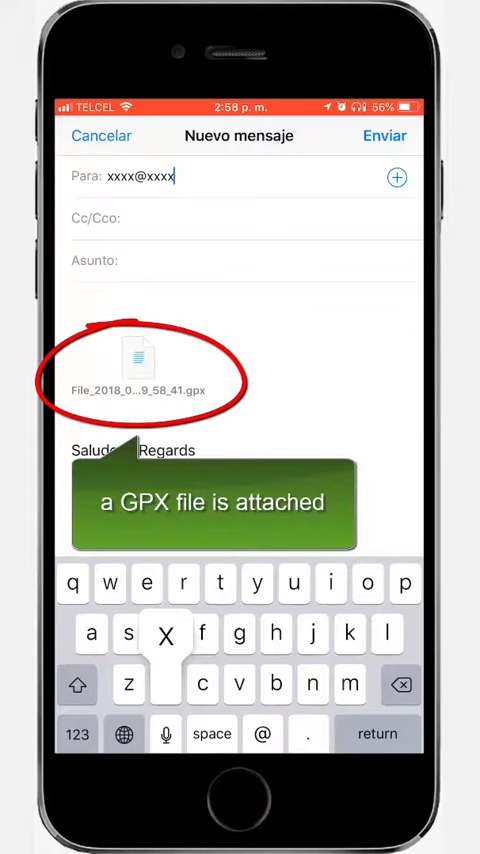 TELCEL 2:58 p. m. 56%
Cancelar Nuevo mensaje Enviar
Para: xxxx@xxxx
Cc/Cco:
Asunto:
File_2018_0...9_58_41.gpx
Regards
a GPX file is attached
q w e r t y u i o p
a s X f g h j k l
z c v b n m
123 space @ . return